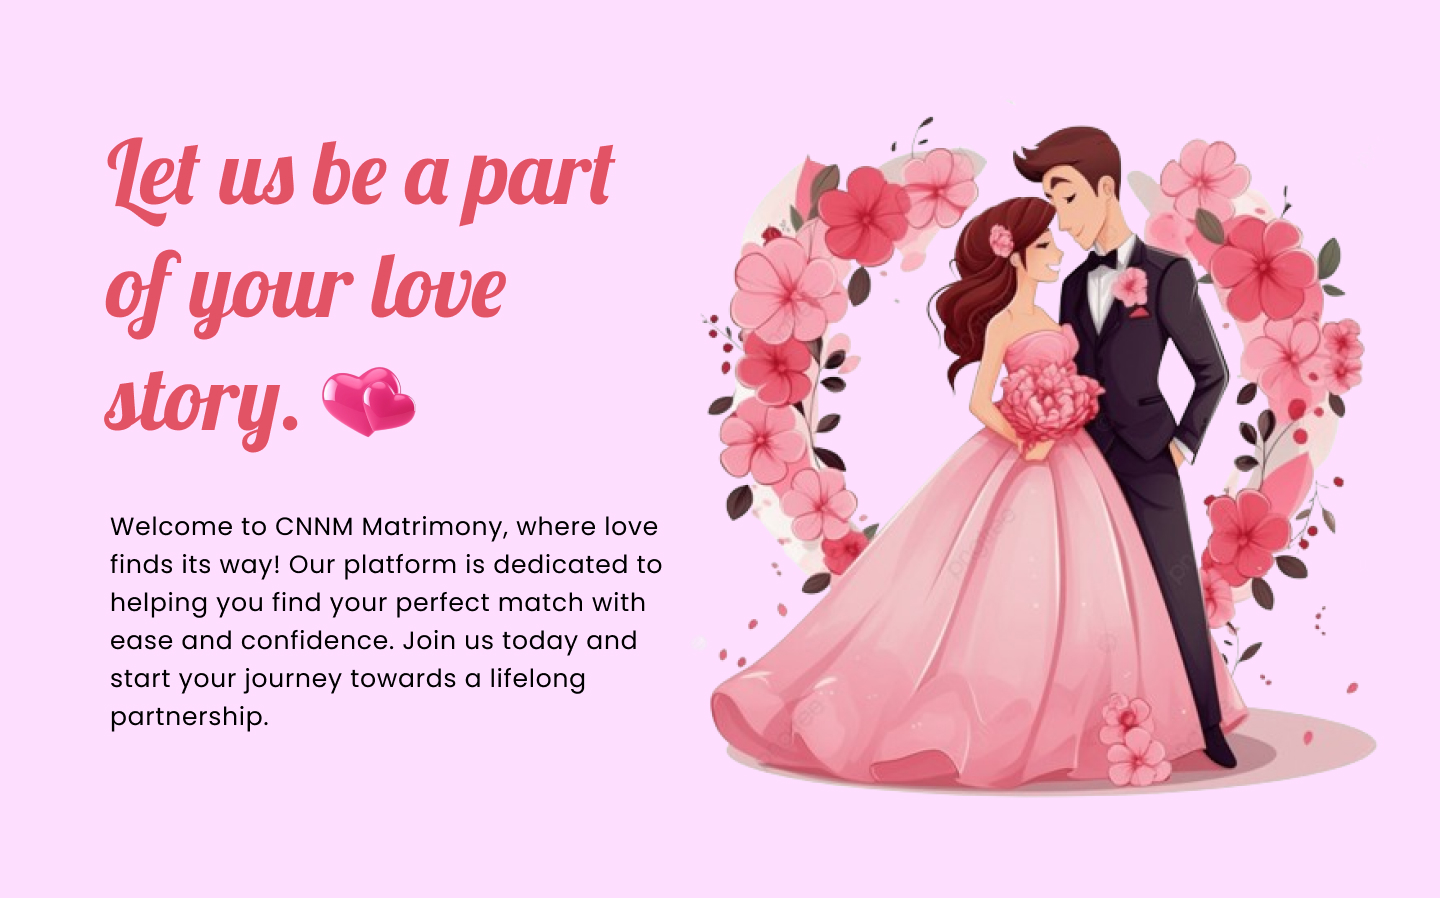 Let us be a part
of your love
story.
Welcome to CNNM Matrimony, where love
finds its way! Our platform is dedicated to
helping you find your perfect match with
ease and confidence. Join us today and
start your journey towards a lifelong
partnership.
pngtree